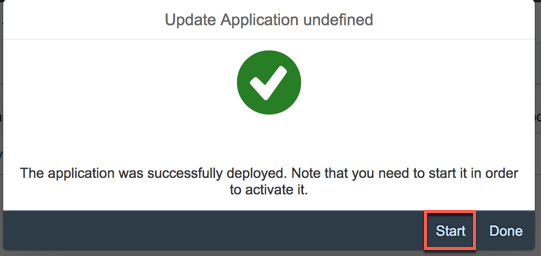 Update Application undefined
The application was successfully deployed. Note that you need to start it in order
to activate it.
Start Done